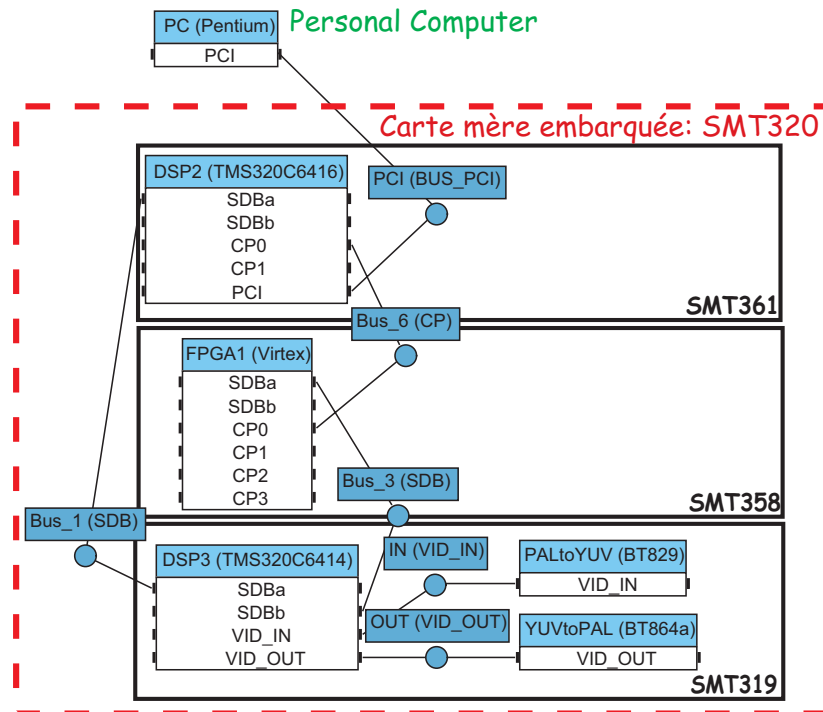 PC (Pentium)
Personal Computer
PCI
Carte mère embarquée: SMT320
DSP2 (TMS320C6416)
PCI (BUS_PCI)
SDBa
SDBb
CP0
CP1
PCI
SMT361
Bus_6 (CP)
FPGA1 (Virtex)
SDBa
SDBb
CP0
CP1
CP2
CP3
Bus_3 (SDB)
SMT358
Bus_1 (SDB)
DSP3 (TMS320C6414)
IN (VID_IN)
PALtoYUV (BT829)
VID_IN
SDBa
SDBb
VID_IN
VID_OUT
OUT (VID_OUT)
YUVtoPAL (BT864a)
VID_OUT
SMT319